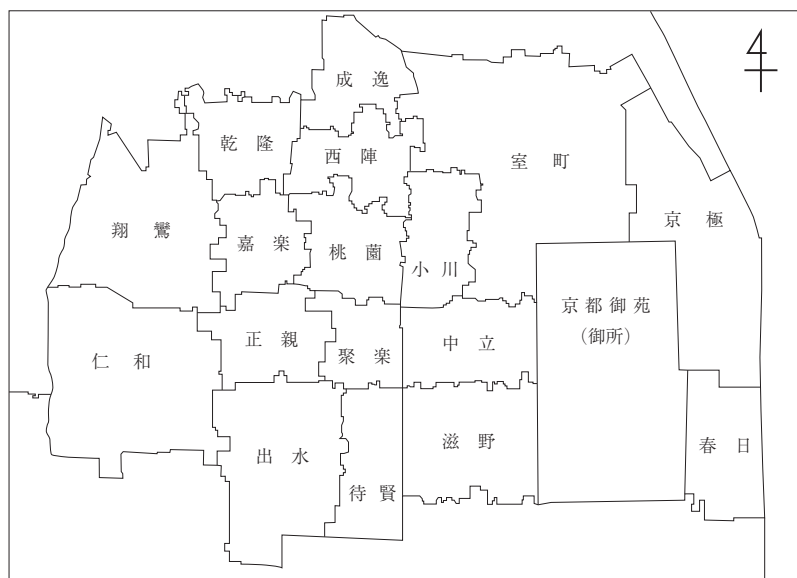 成逸
乾隆
西陣
室町
翔鸞
嘉楽
桃薗
小川
京極
京都御苑
(御所)
仁和
正親
聚楽
中立
出水
待賢
滋野
春日